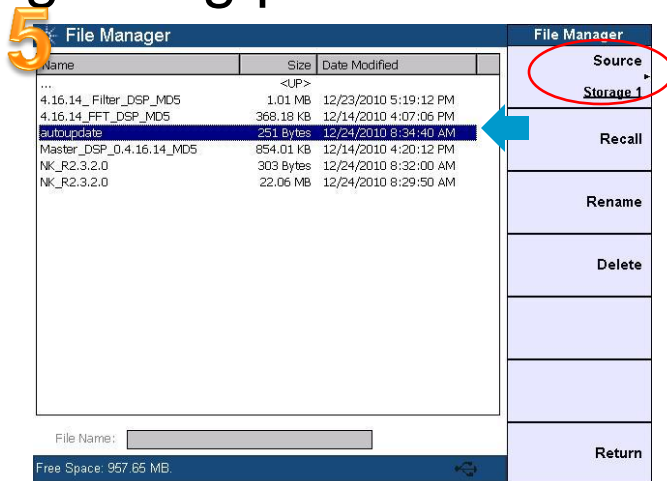 5
File Manager
Name Size Date Modified
... <UP>
4.16.14_ Filter_DSP_MD5 1.01 MB 12/23/2010 5:19:12 PM
4.16.14_FFT_DSP_MD5 368.18 KB 12/14/2010 4:07:06 PM
autoupdate 251 Bytes 12/24/2010 8:34:40 AM
Master_DSP_0.4.16.14_MD5 854.01 KB 12/14/2010 4:20:12 PM
NK_R2.3.2.0 303 Bytes 12/24/2010 8:32:00 AM
NK_R2.3.2.0 22.06 MB 12/24/2010 8:29:50 AM
File Name:
Free Space: 957.65 MB.
File Manager
Source
Storage 1
Recall
Rename
Delete
Return